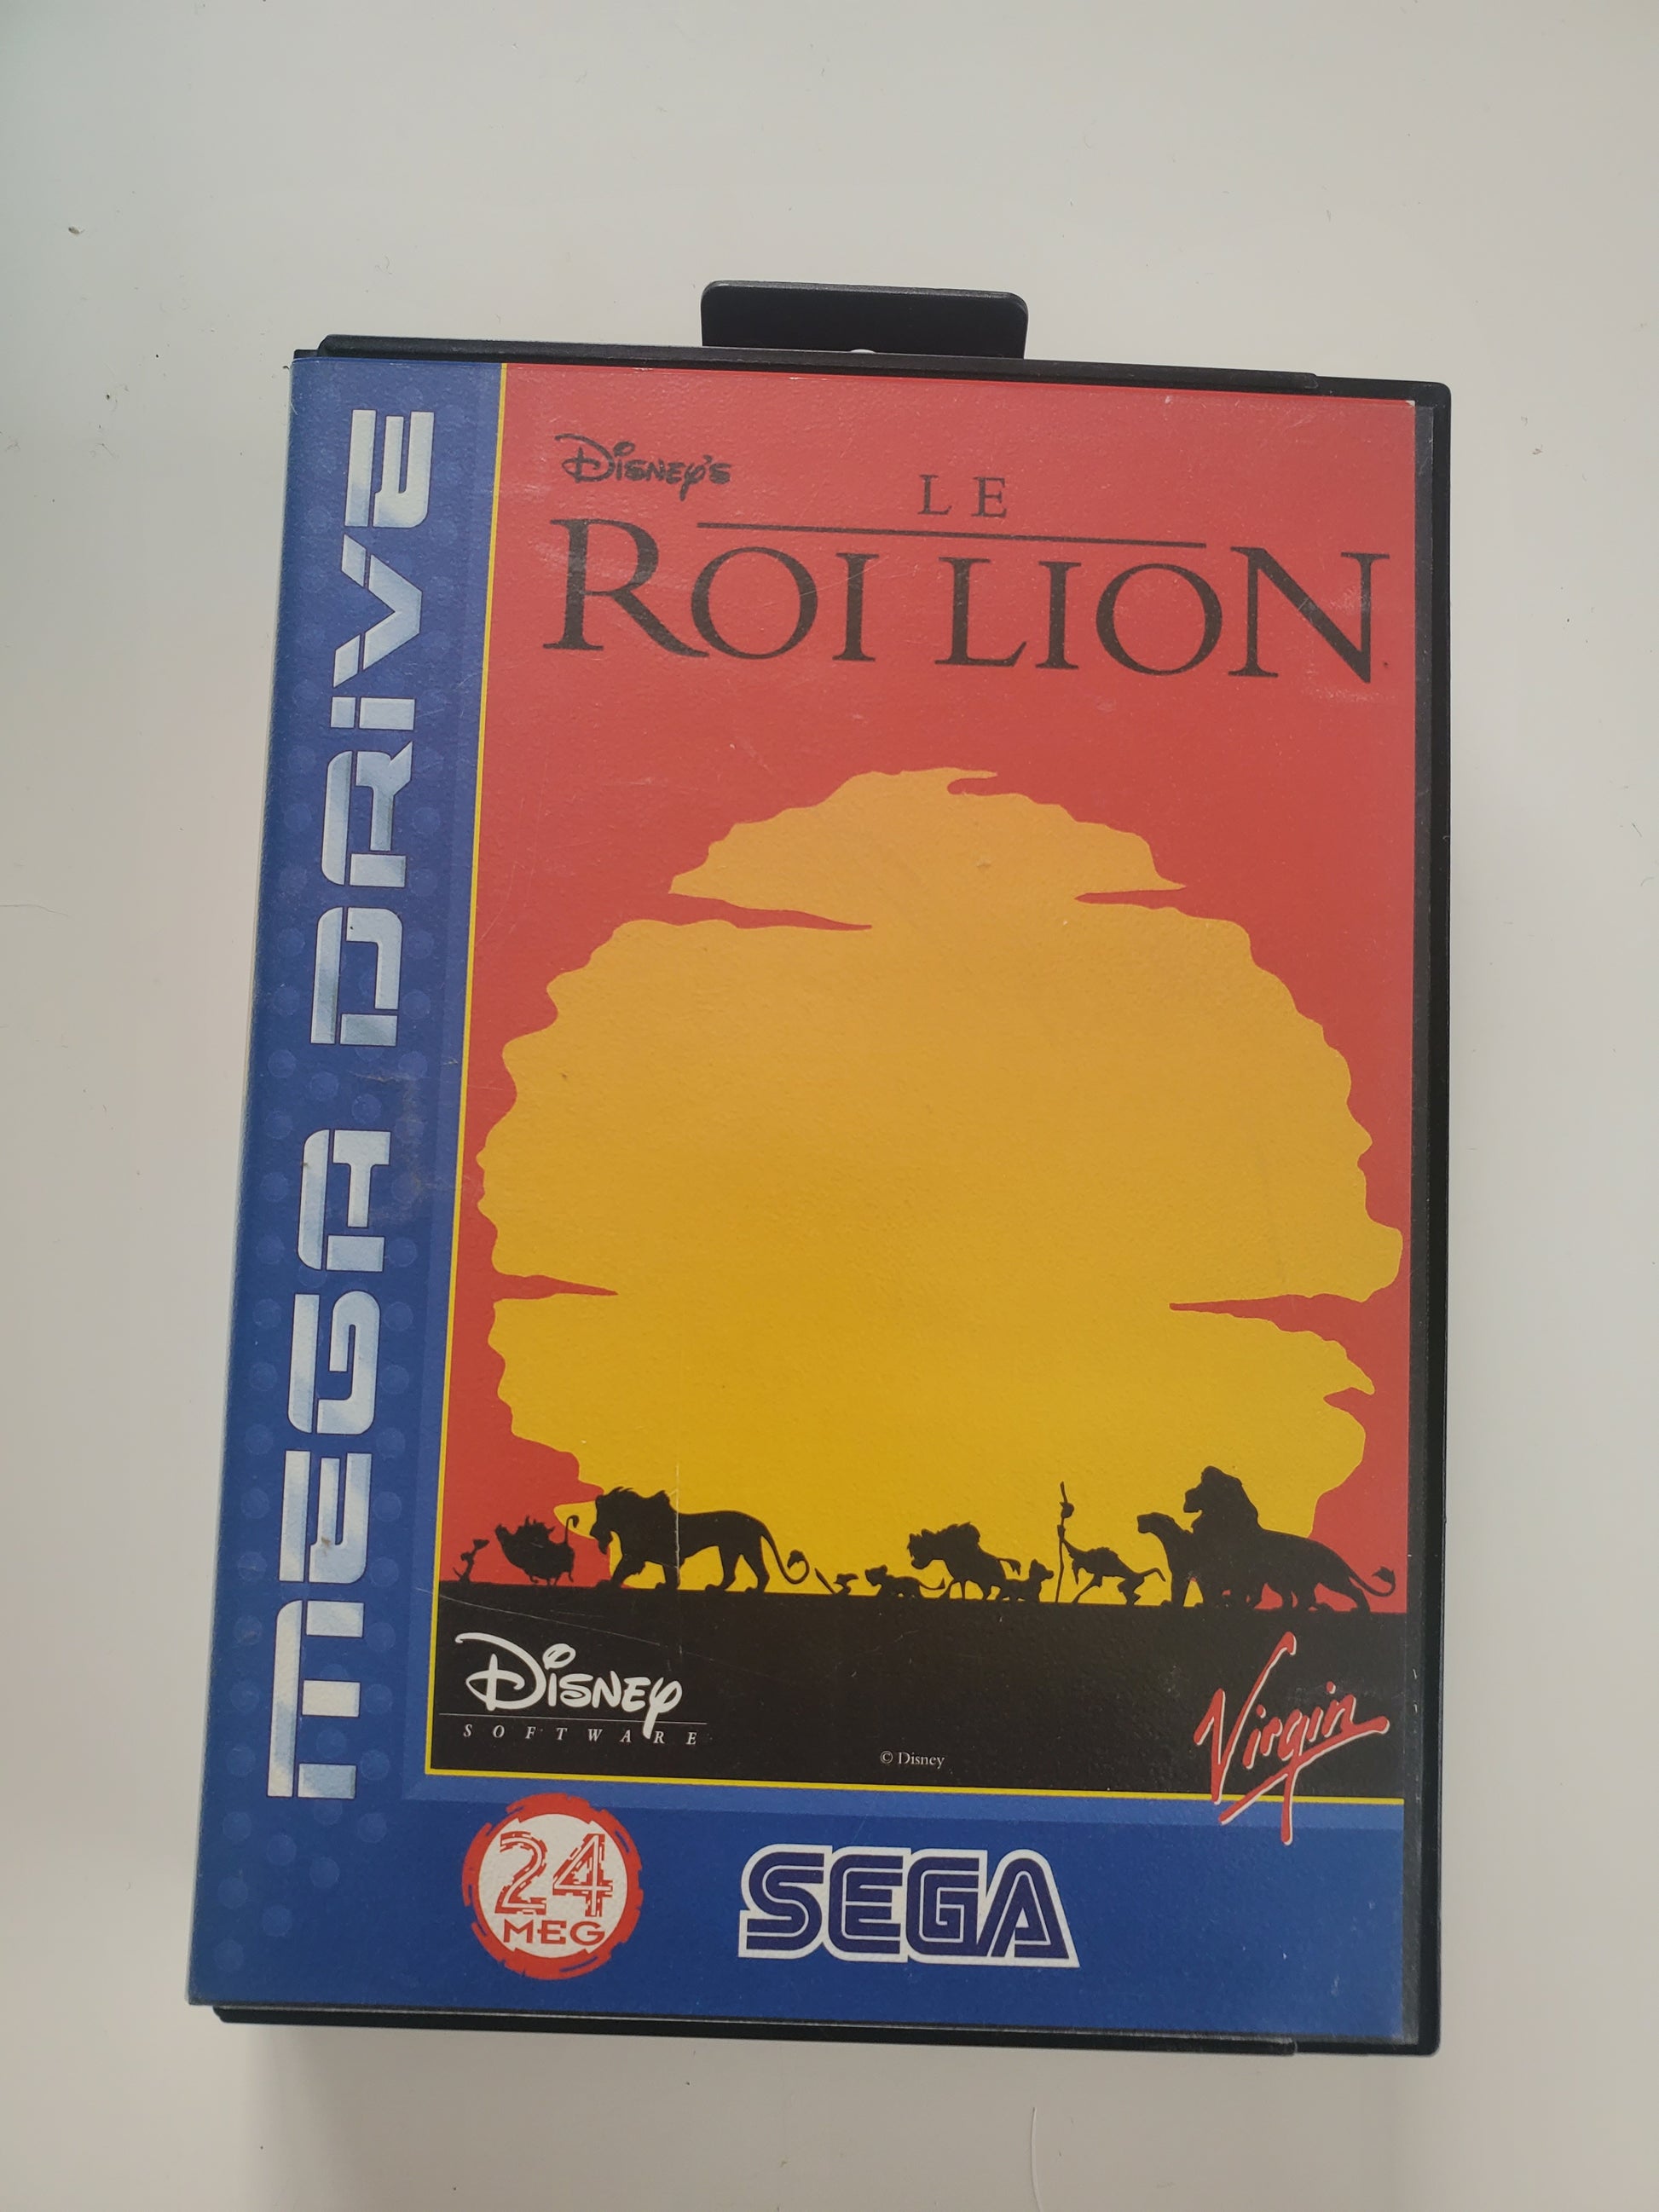 MEGA DRIVE
Disney's
LE
ROI LION
Disney
SOFTWARE
© Disney
Virgin
24
MEG
SEGA